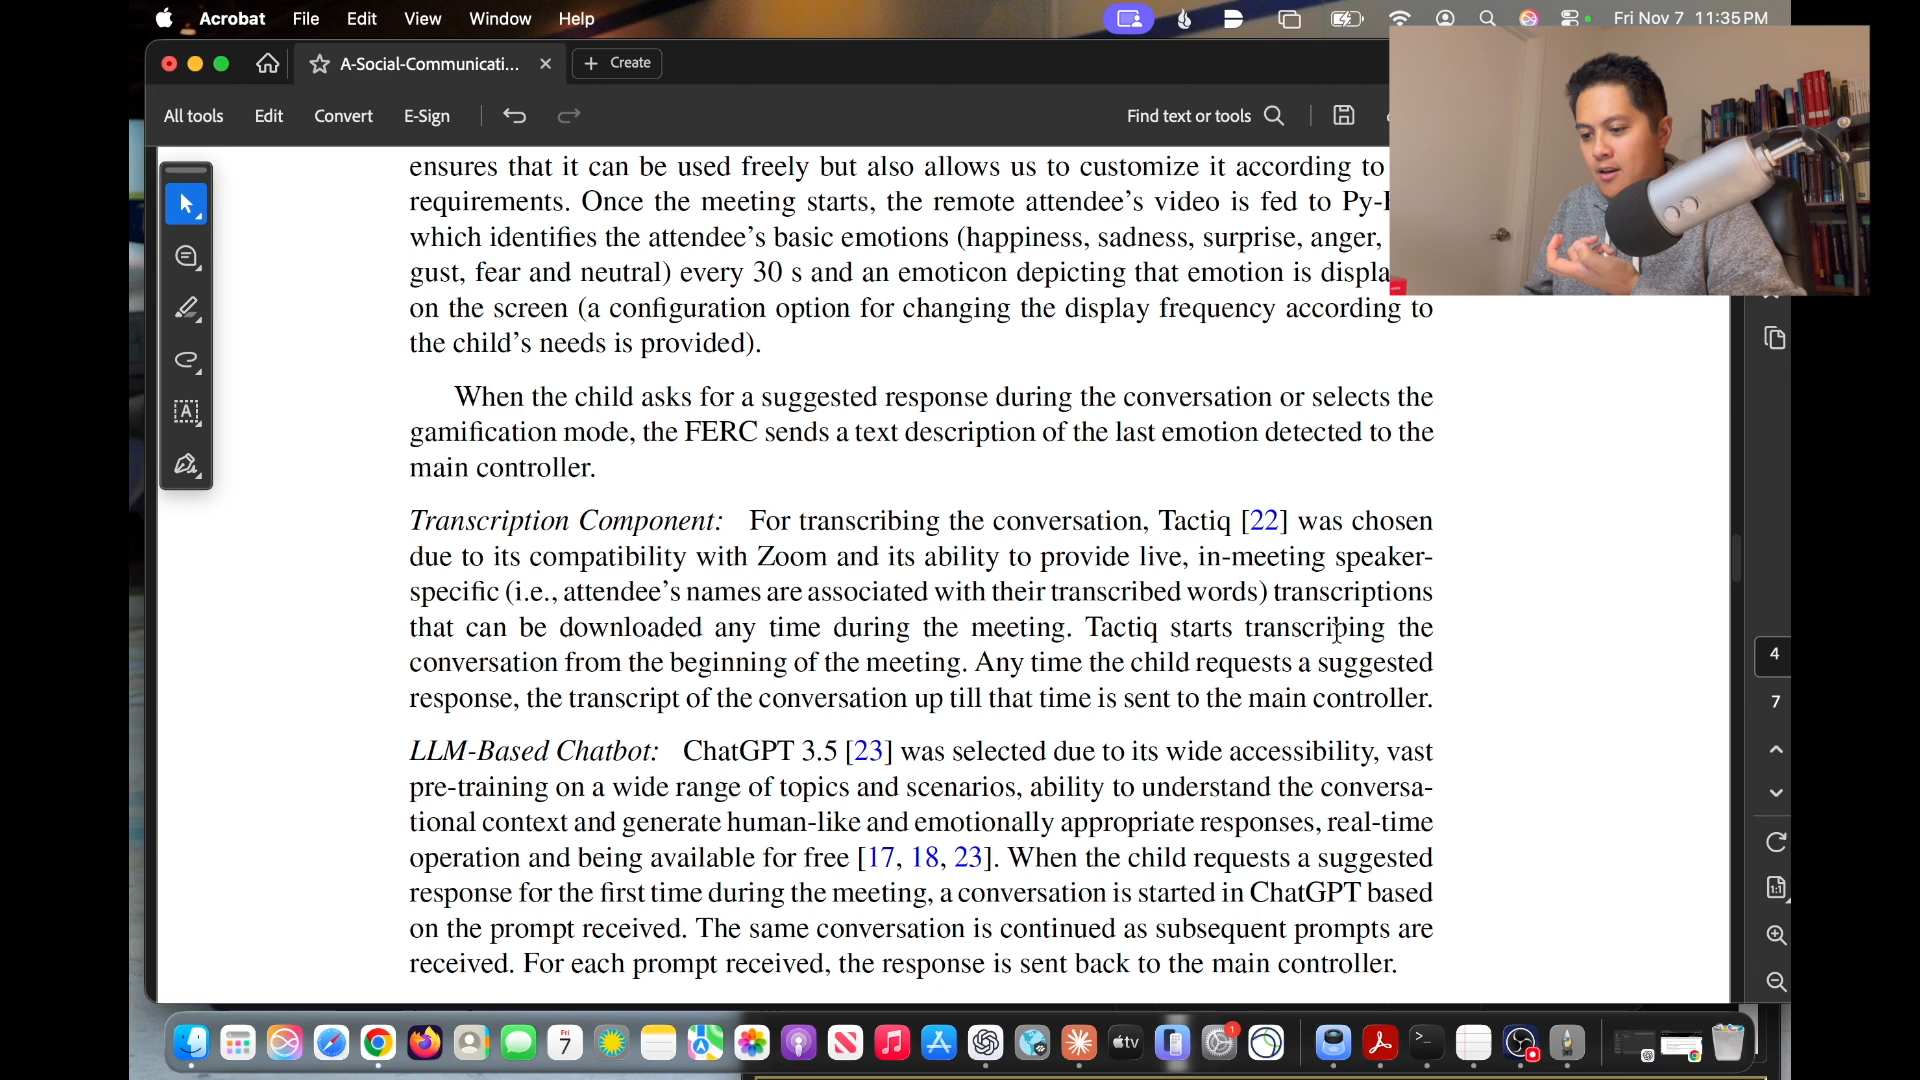 Acrobat File Edit View Window Help Fri Nov 7 11:35 PM
A-Social-Communicati... Create
All tools Edit Convert E-Sign Find text or tools
ensures that it can be used freely but also allows us to customize it according to
requirements. Once the meeting starts, the remote attendee's video is fed to Py-
which identifies the attendee's basic emotions (happiness, sadness, surprise, anger,
gust, fear and neutral) every 30 s and an emoticon depicting that emotion is displa
on the screen (a configuration option for changing the display frequency according to
the child's needs is provided).
When the child asks for a suggested response during the conversation or selects the
gamification mode, the FERC sends a text description of the last emotion detected to the
main controller.
Transcription Component: For transcribing the conversation, Tactiq [22] was chosen
due to its compatibility with Zoom and its ability to provide live, in-meeting speaker-
specific (i.e., attendee's names are associated with their transcribed words) transcriptions
that can be downloaded any time during the meeting. Tactiq starts transcribing the
conversation from the beginning of the meeting. Any time the child requests a suggested
response, the transcript of the conversation up till that time is sent to the main controller.
LLM-Based Chatbot: ChatGPT 3.5 [23] was selected due to its wide accessibility, vast
pre-training on a wide range of topics and scenarios, ability to understand the conversa-
tional context and generate human-like and emotionally appropriate responses, real-time
operation and being available for free [17, 18, 23]. When the child requests a suggested
response for the first time during the meeting, a conversation is started in ChatGPT based
on the prompt received. The same conversation is continued as subsequent prompts are
received. For each prompt received, the response is sent back to the main controller.
4
7
1:1
Fri
7
tv
1